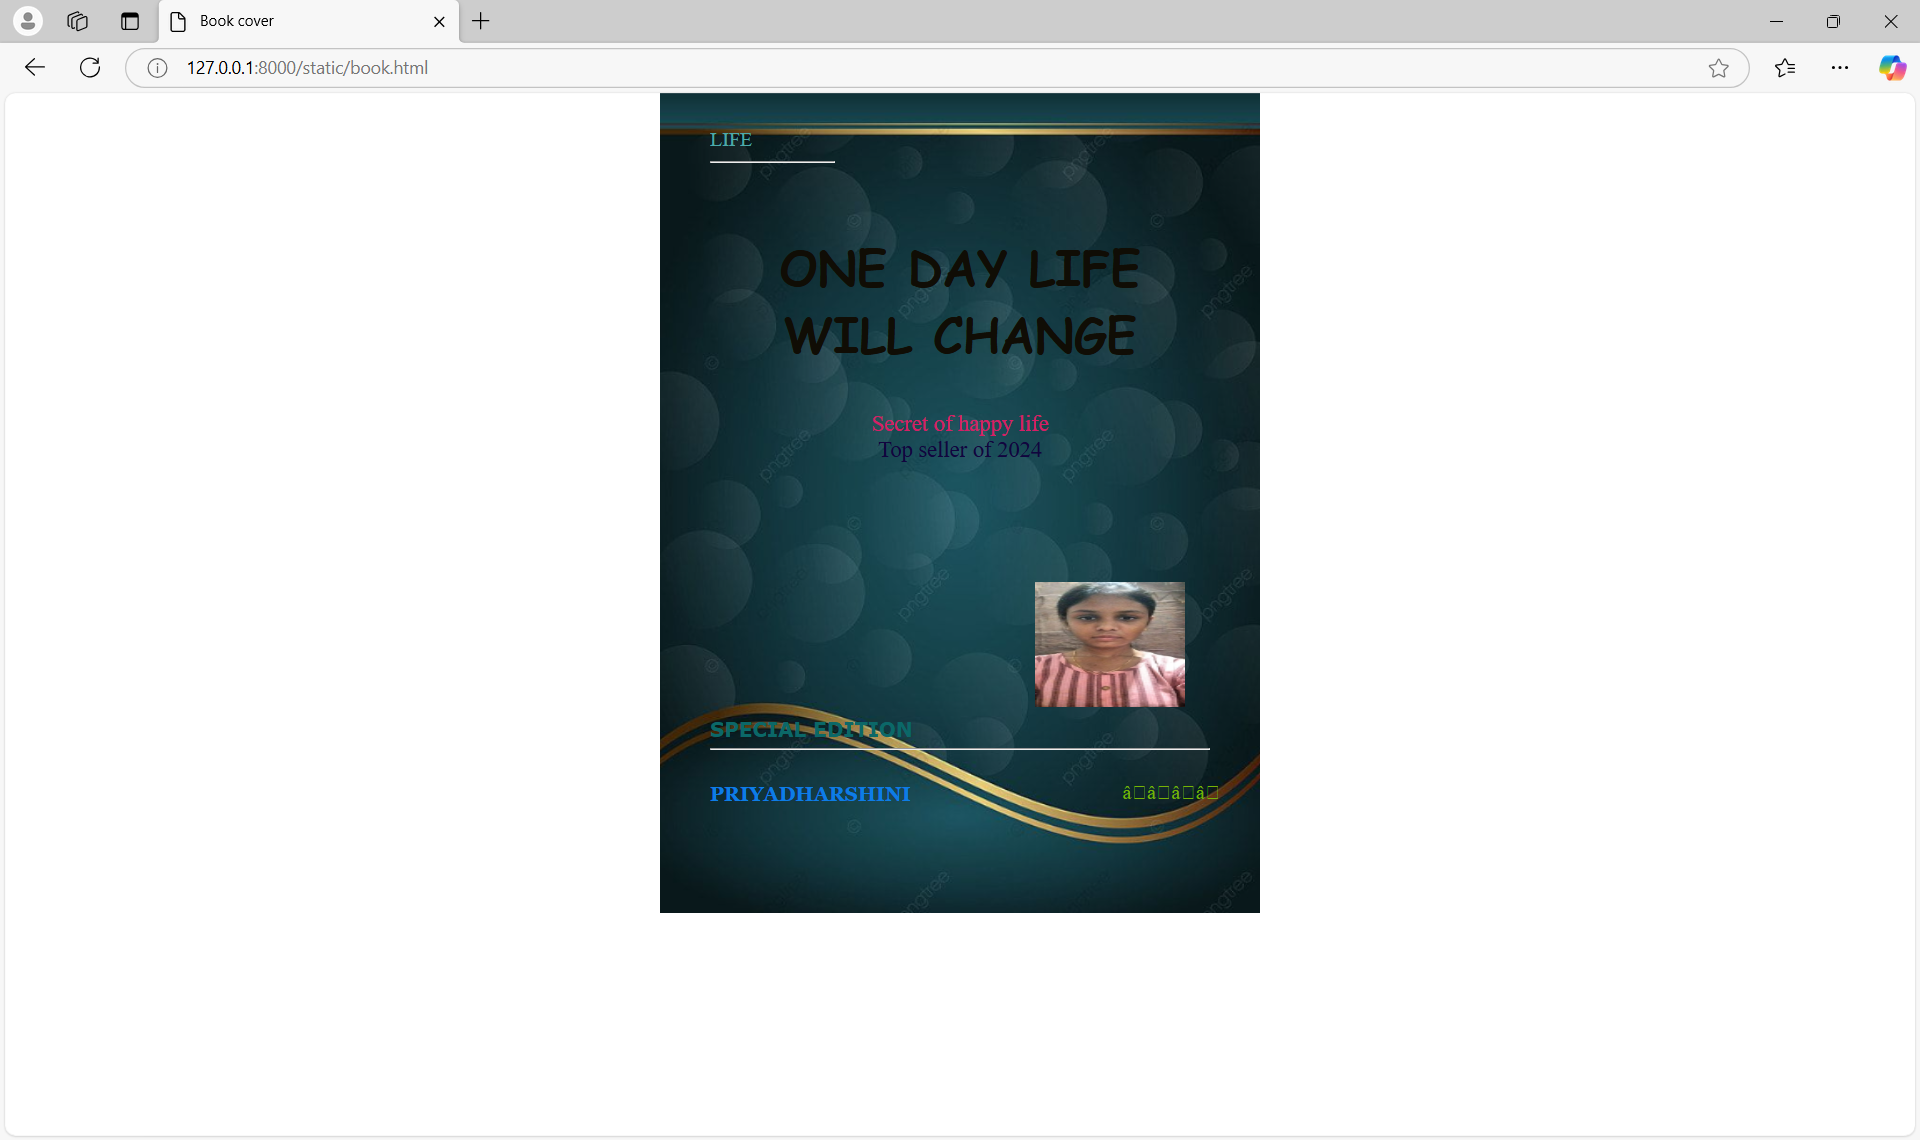 Book cover
127.0.0.1:8000/static/book.html
LIFE
ONE DAY LIFE
WILL CHANGE
Secret of happy life
Top seller of 2024
SPECIAL EDITION
PRIYADHARSHINI
â□â□â□â□
pngtree